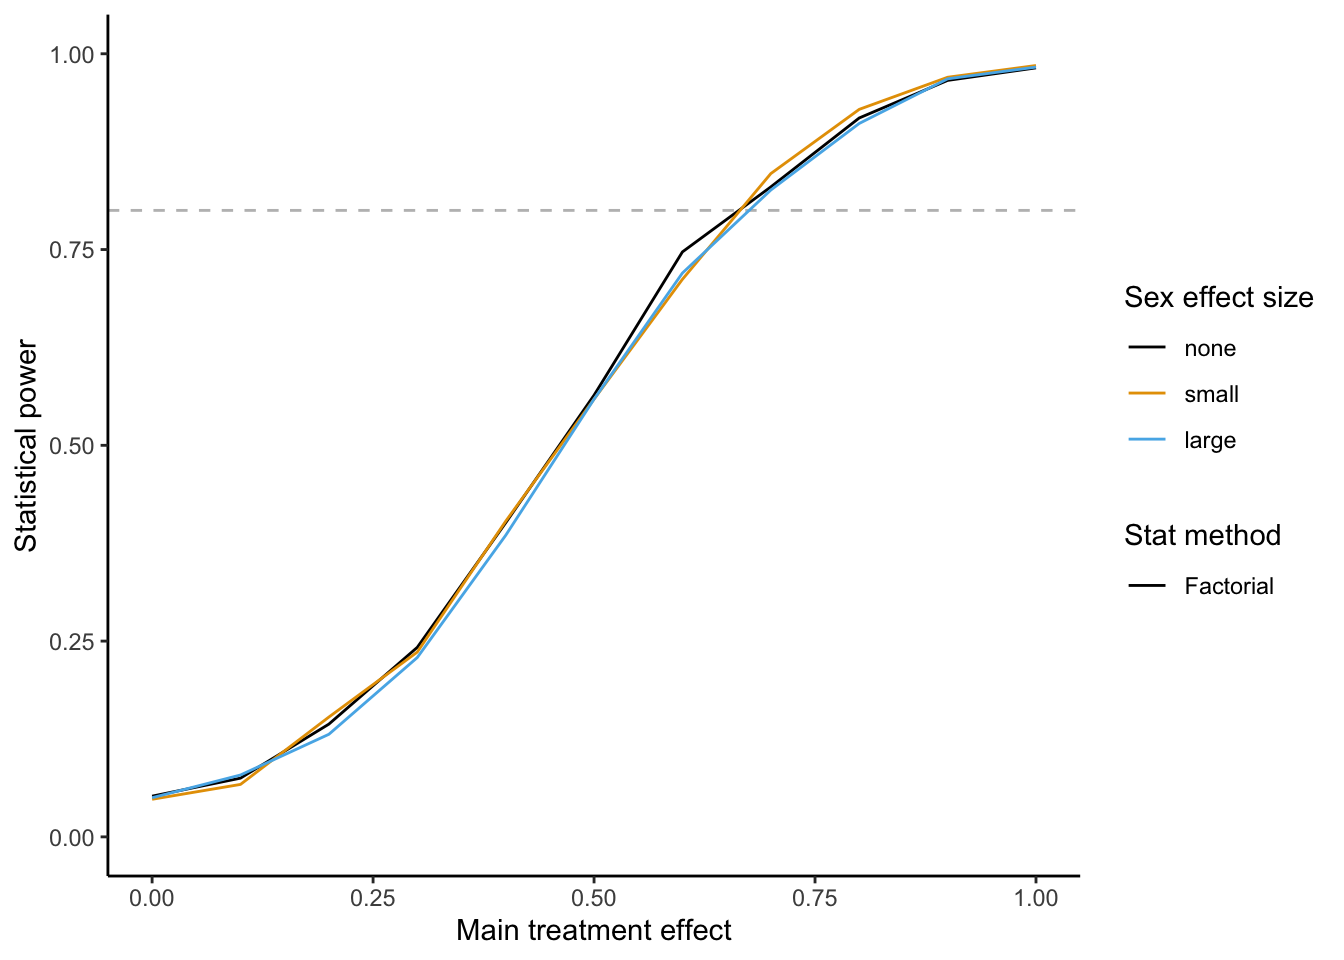 1.00
0.75
0.50
0.25
0.00
Statistical power
0.00 0.25 0.50 0.75 1.00
Main treatment effect
Sex effect size
none
small
large
Stat method
Factorial